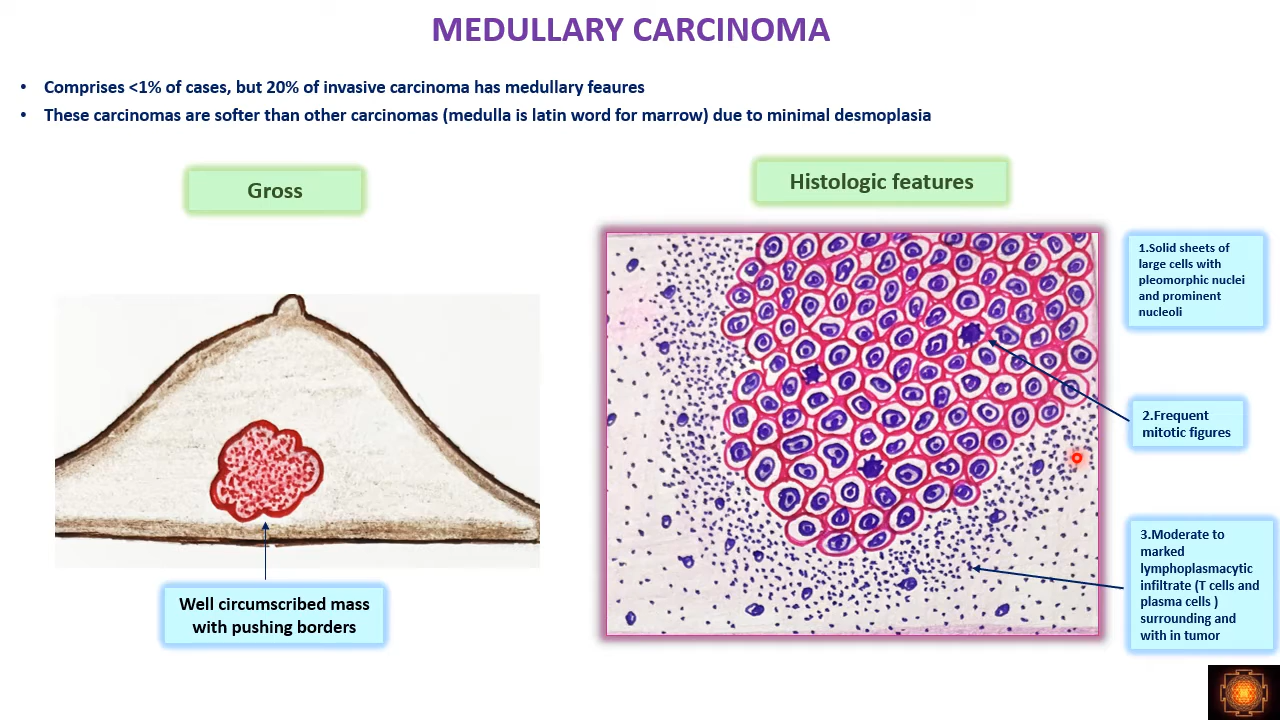 MEDULLARY CARCINOMA
• Comprises <1% of cases, but 20% of invasive carcinoma has medullary feaures
• These carcinomas are softer than other carcinomas (medulla is latin word for marrow) due to minimal desmoplasia
Gross
Well circumscribed mass
with pushing borders
Histologic features
1.Solid sheets of
large cells with
pleomorphic nuclei
and prominent
nucleoli
2.Frequent
mitotic figures
3.Moderate to
marked
lymphoplasmacytic
infiltrate (T cells and
plasma cells )
surrounding and
with in tumor